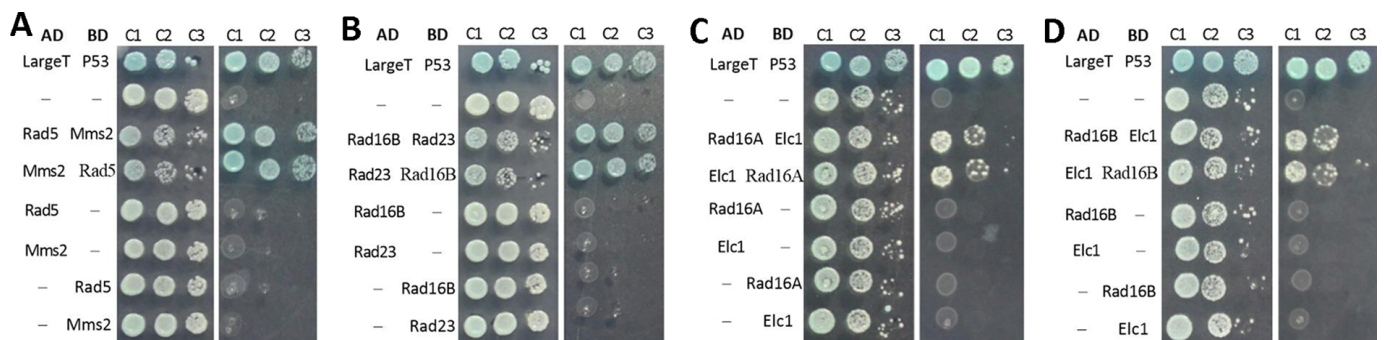 A AD BD C1 C2 C3 C1 C2 C3
LargeT P53
– –
Rad5 Mms2
Mms2 Rad5
Rad5 –
Mms2 –
– Rad5
– Mms2
B AD BD C1 C2 C3 C1 C2 C3
LargeT P53
– –
Rad16B Rad23
Rad23 Rad16B
Rad16B –
Rad23 –
– Rad16B
– Rad23
C AD BD C1 C2 C3 C1 C2 C3
LargeT P53
– –
Rad16A Elc1
Elc1 Rad16A
Rad16A –
Elc1 –
– Rad16A
– Elc1
D AD BD C1 C2 C3 C1 C2 C3
LargeT P53
– –
Rad16B Elc1
Elc1 Rad16B
Rad16B –
Elc1 –
– Rad16B
– Elc1